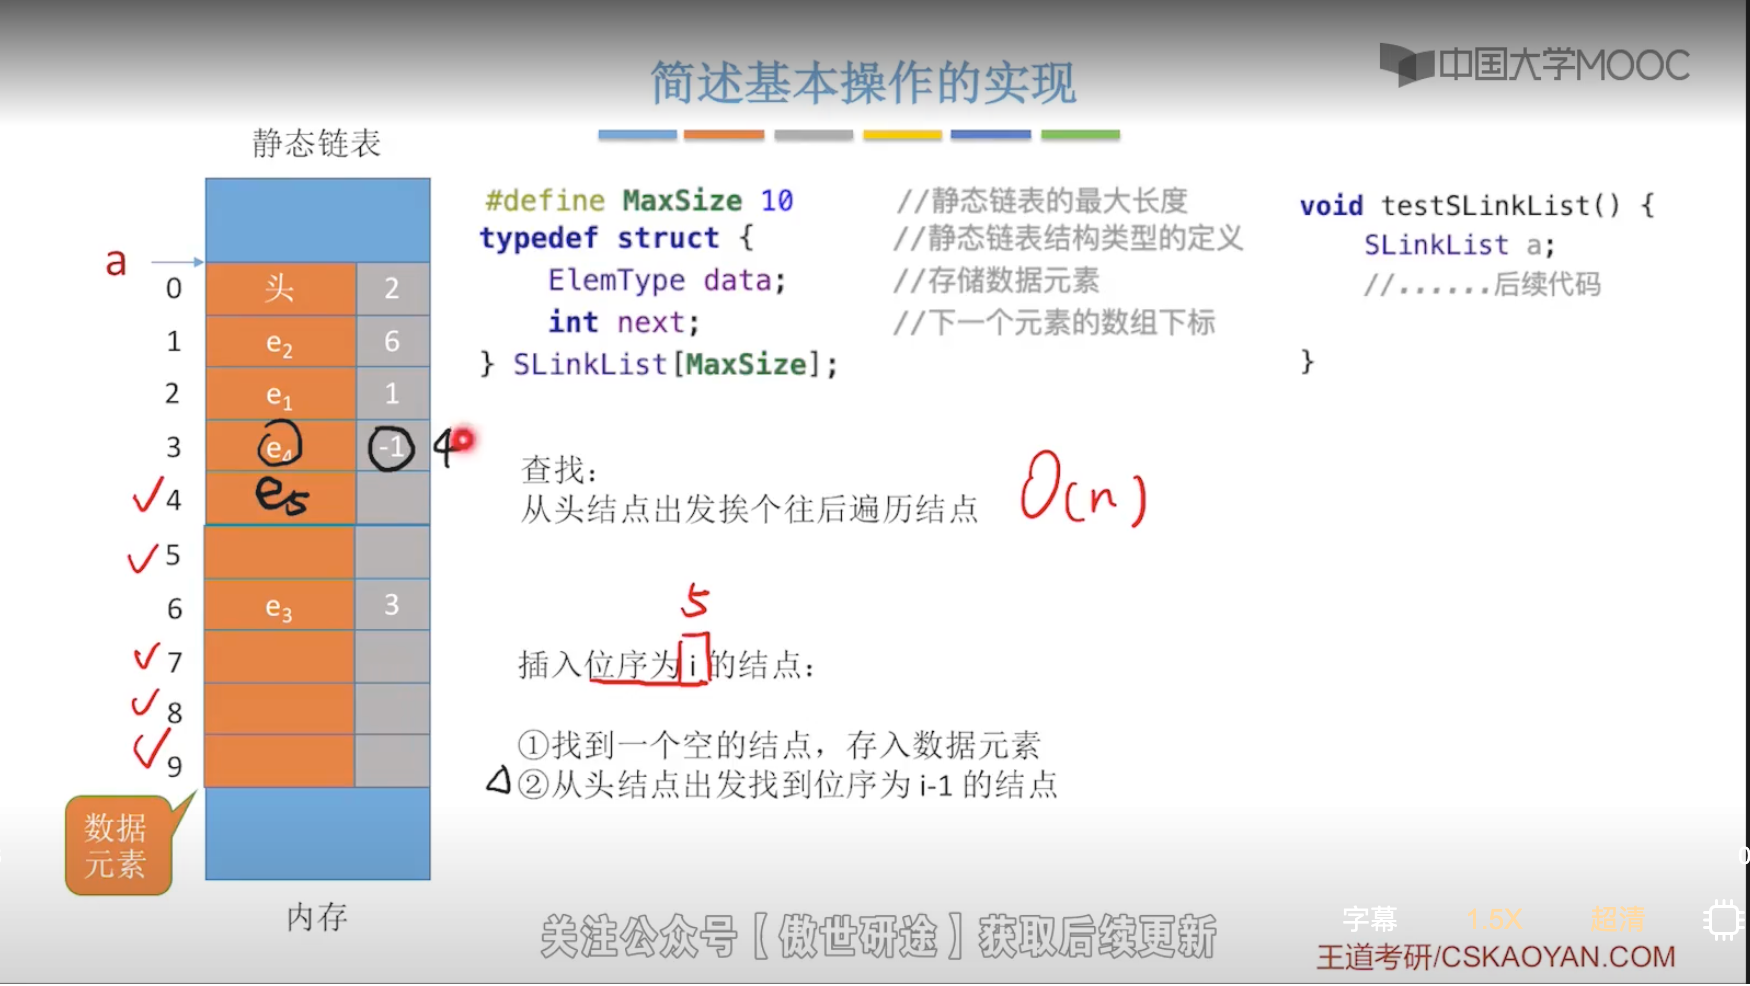 中国大学MOOC
简述基本操作的实现
静态链表
a
0 头 2
1 e2 6
2 e1 1
3 e4 -1 4
4 e5
5
6 e3 3
7
8
9
数据
元素
内存
#define MaxSize 10 //静态链表的最大长度
typedef struct { //静态链表结构类型的定义
ElemType data; //存储数据元素
int next; //下一个元素的数组下标
} SLinkList[MaxSize];
void testSLinkList() {
SLinkList a;
//......后续代码
}
查找：
从头结点出发挨个往后遍历结点
O(n)
5
插入位序为i的结点：
①找到一个空的结点，存入数据元素
②从头结点出发找到位序为 i-1 的结点
关注公众号【傲世研途】获取后续更新
字幕 1.5X 超清
王道考研/CSKAOYAN.COM